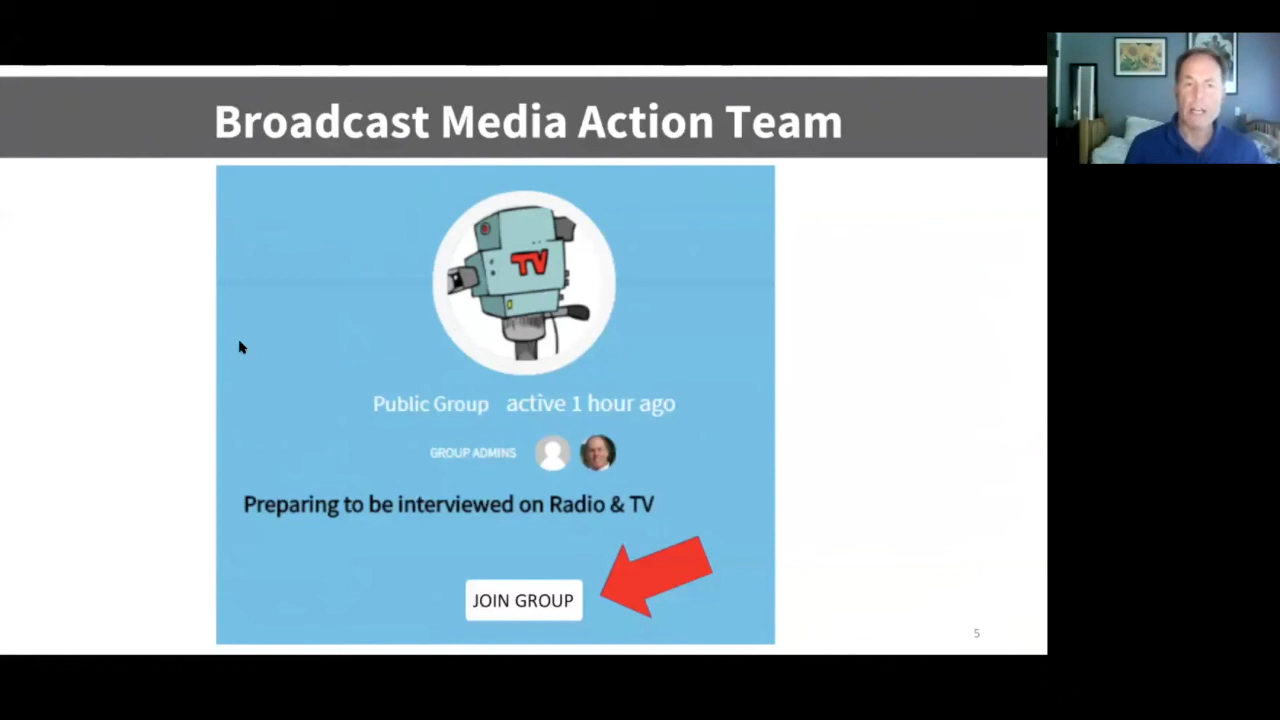 Broadcast Media Action Team
TV
Public Group active 1 hour ago
GROUP ADMINS
Preparing to be interviewed on Radio & TV
JOIN GROUP
5